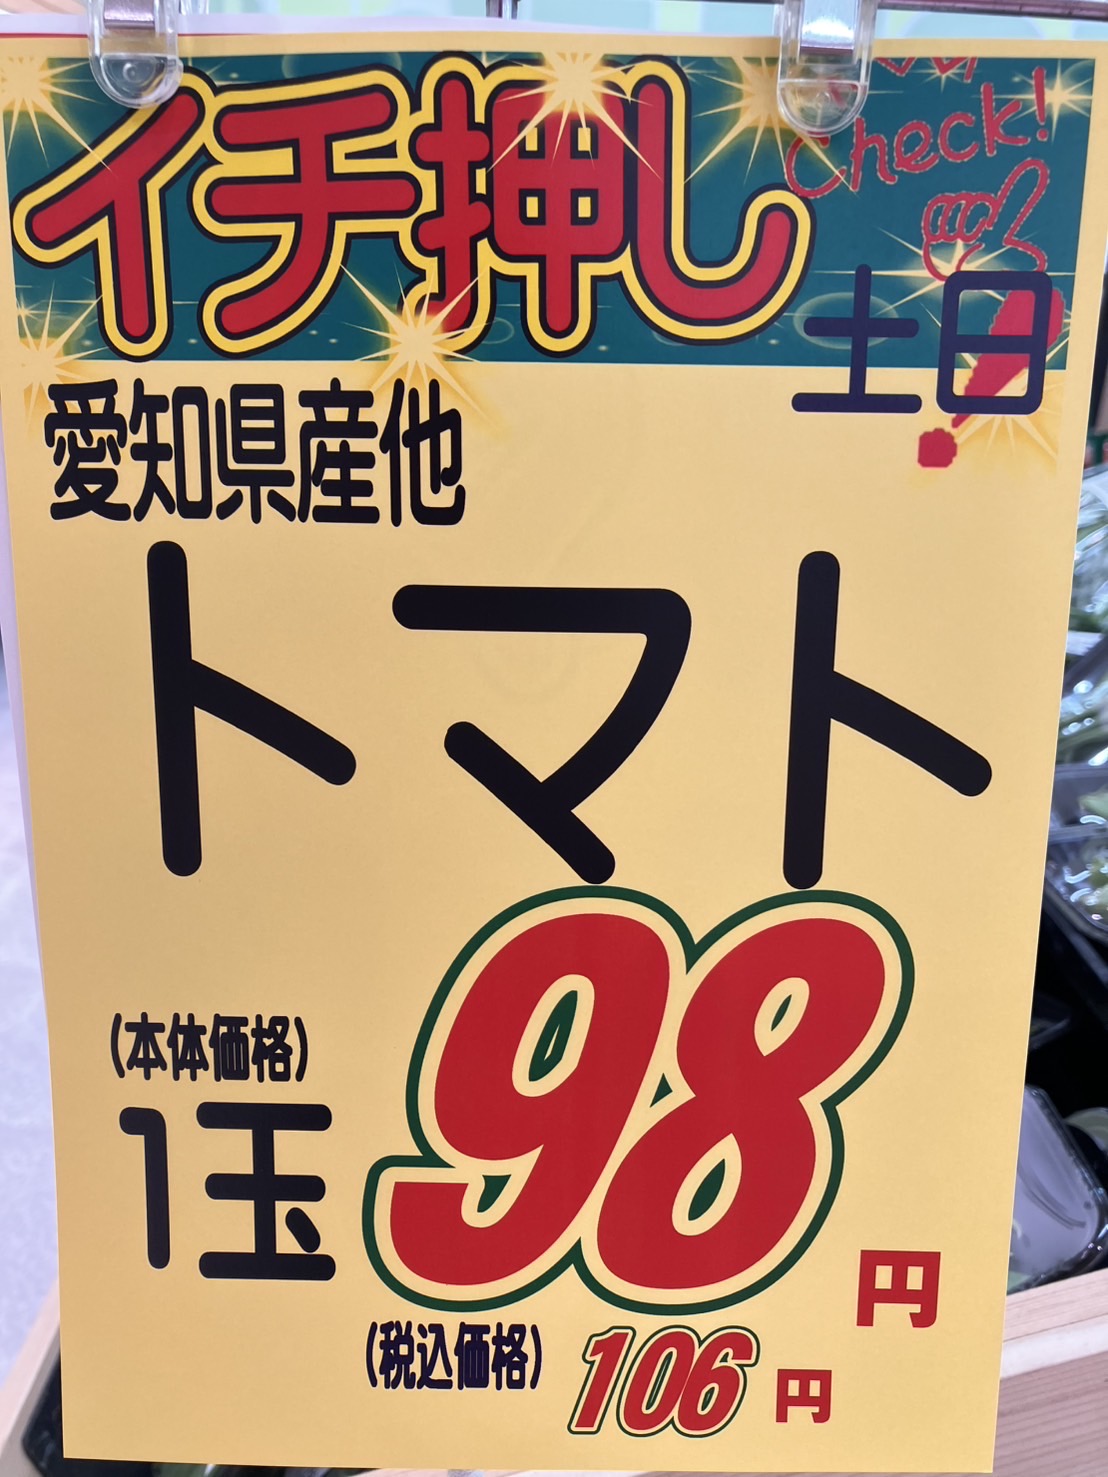 イチ押し
Check!
土日
愛知県産他
トマト
(本体価格)
1玉
98
円
(税込価格)
106
円